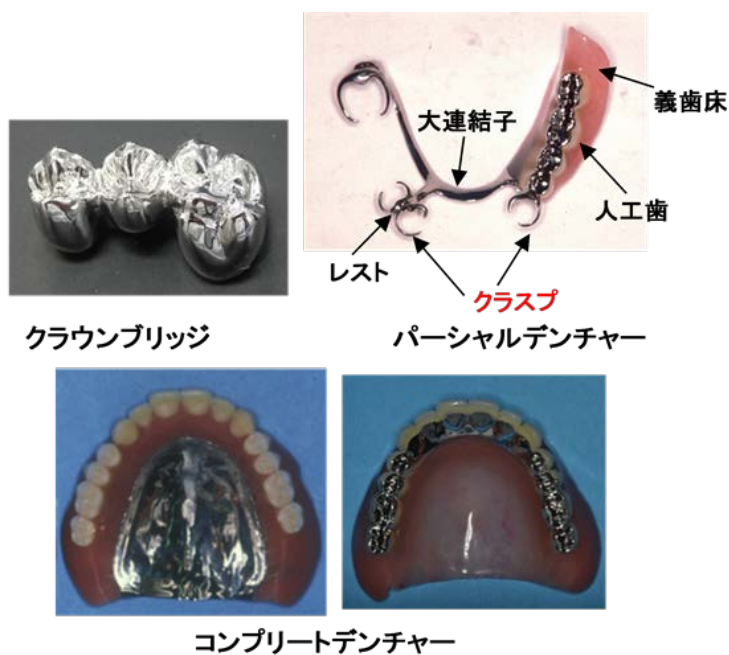 義歯床
大連結子
人工歯
レスト
クラスプ
クラウンブリッジ
パーシャルデンチャー
コンプリートデンチャー